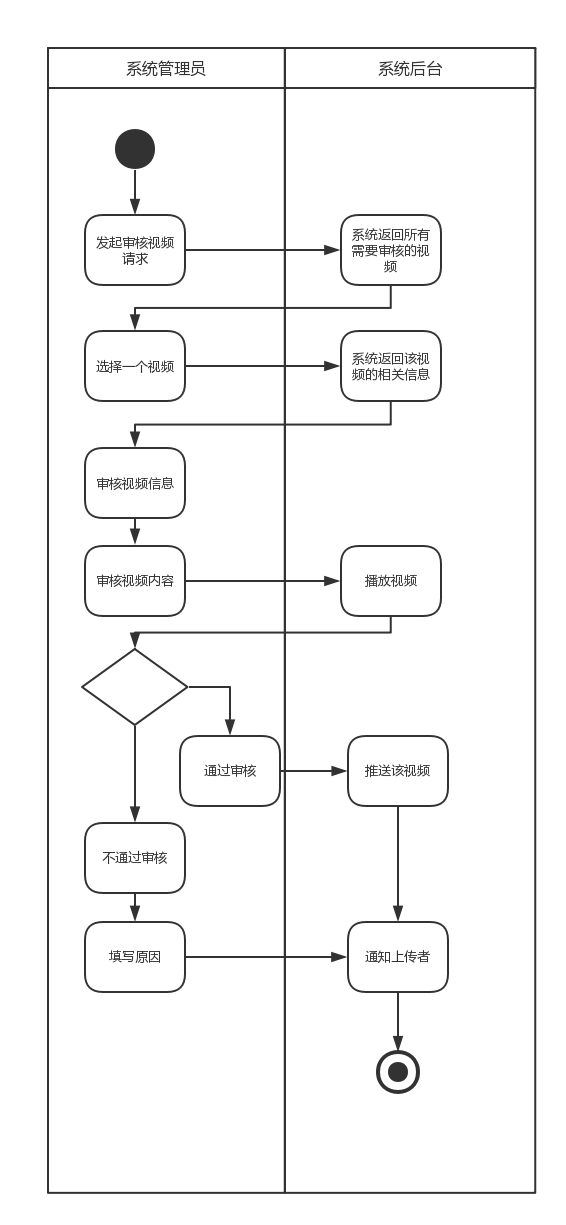 系统管理员
系统后台
发起审核视频
请求
系统返回所有
需要审核的视
频
选择一个视频
系统返回该视
频的相关信息
审核视频信息
审核视频内容
播放视频
通过审核
推送该视频
不通过审核
填写原因
通知上传者